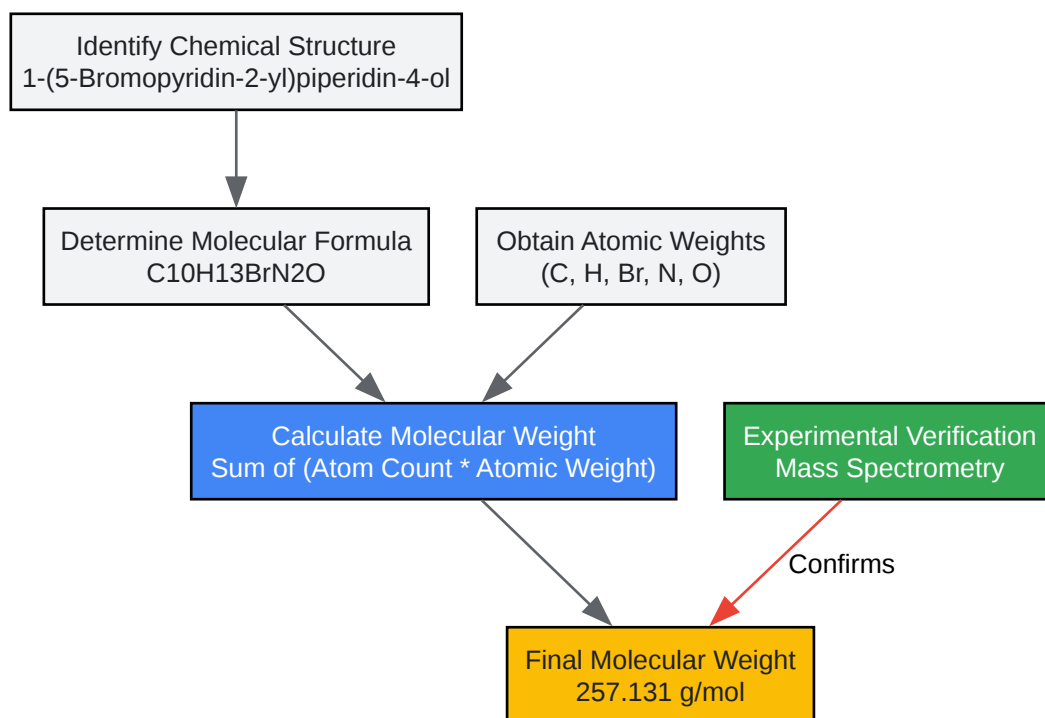 Identify Chemical Structure
1-(5-Bromopyridin-2-yl)piperidin-4-ol
Determine Molecular Formula
C10H13BrN2O
Obtain Atomic Weights
(C, H, Br, N, O)
Calculate Molecular Weight
Sum of (Atom Count * Atomic Weight)
Experimental Verification
Mass Spectrometry
Confirms
Final Molecular Weight
257.131 g/mol